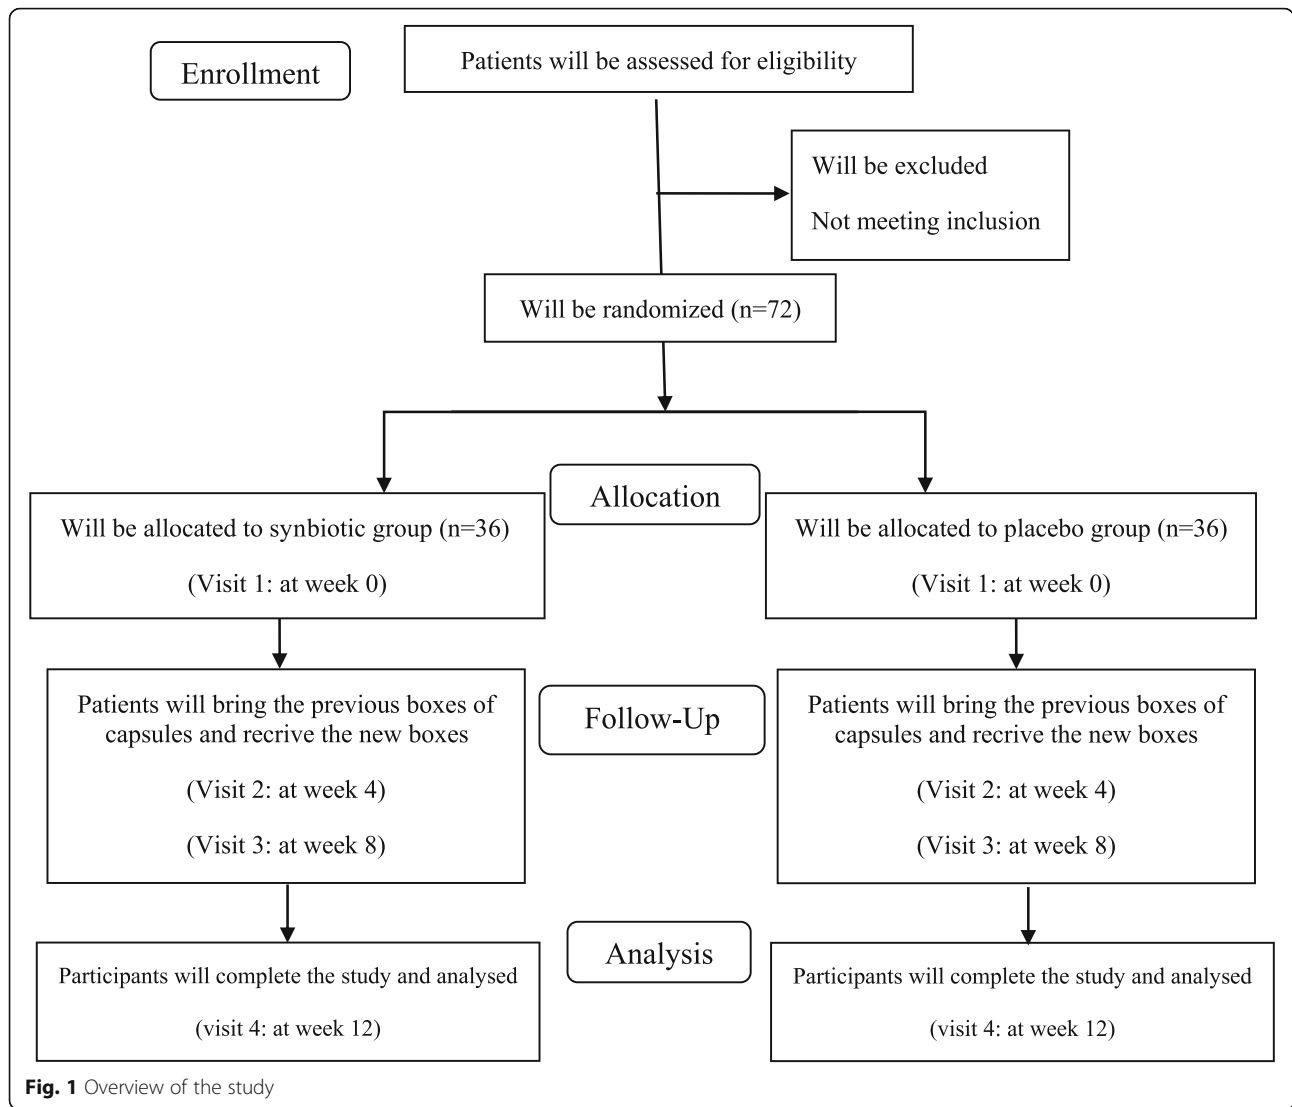 Enrollment
Patients will be assessed for eligibility
Will be excluded
Not meeting inclusion
Will be randomized (n=72)
Allocation
Will be allocated to synbiotic group (n=36)
(Visit 1: at week 0)
Will be allocated to placebo group (n=36)
(Visit 1: at week 0)
Follow-Up
Patients will bring the previous boxes of
capsules and recrive the new boxes
(Visit 2: at week 4)
(Visit 3: at week 8)
Patients will bring the previous boxes of
capsules and recrive the new boxes
(Visit 2: at week 4)
(Visit 3: at week 8)
Analysis
Participants will complete the study and analysed
(visit 4: at week 12)
Participants will complete the study and analysed
(visit 4: at week 12)
Fig. 1 Overview of the study